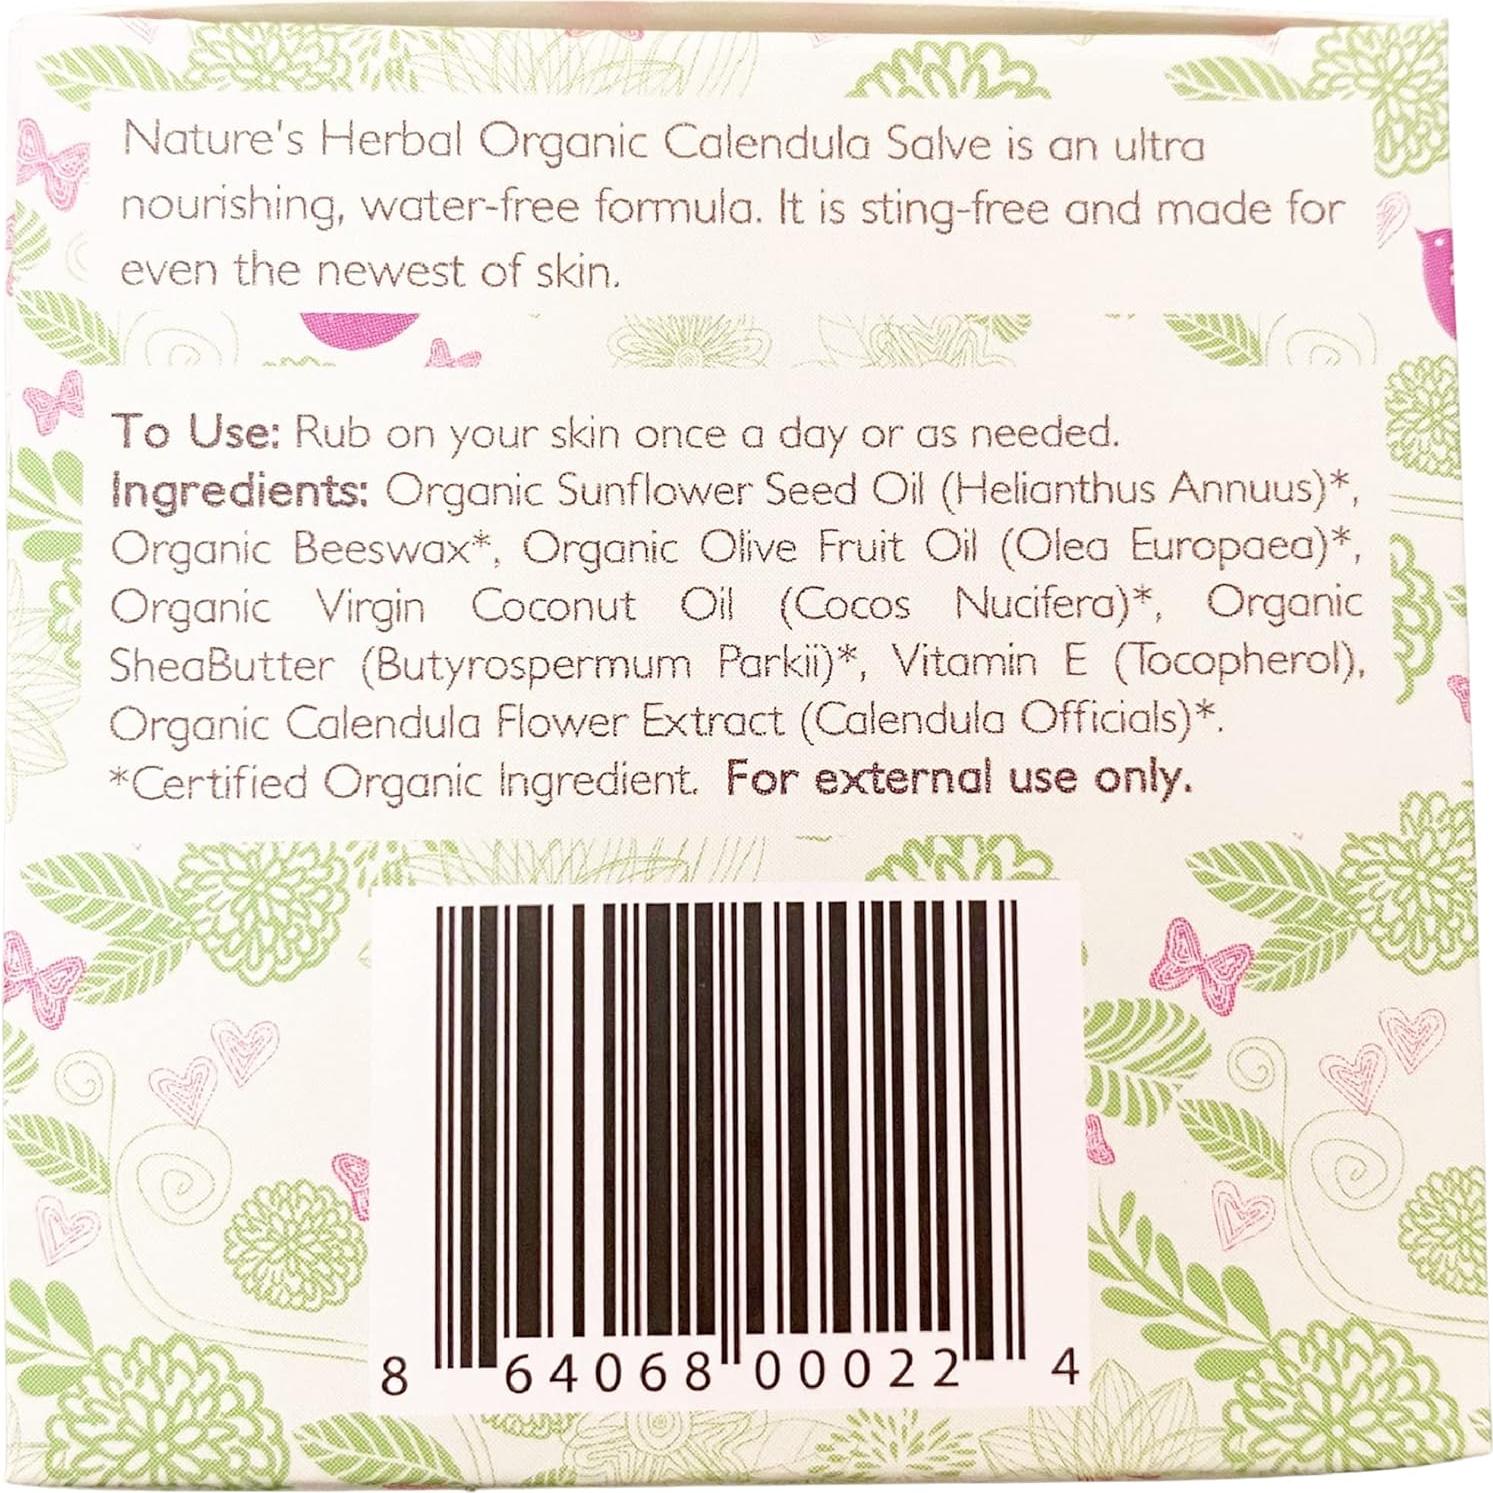 Nature's Herbal Organic Calendula Salve is an ultra
nourishing, water-free formula. It is sting-free and made for
even the newest of skin.
To Use: Rub on your skin once a day or as needed.
Ingredients: Organic Sunflower Seed Oil (Helianthus Annuus)*,
Organic Beeswax*, Organic Olive Fruit Oil (Olea Europaea)*,
Organic Virgin Coconut Oil (Cocos Nucifera)*, Organic
SheaButter (Butyrospermum Parkii)*, Vitamin E (Tocopherol),
Organic Calendula Flower Extract (Calendula Officials)*.
*Certified Organic Ingredient. For external use only.
8 64068 00022 4